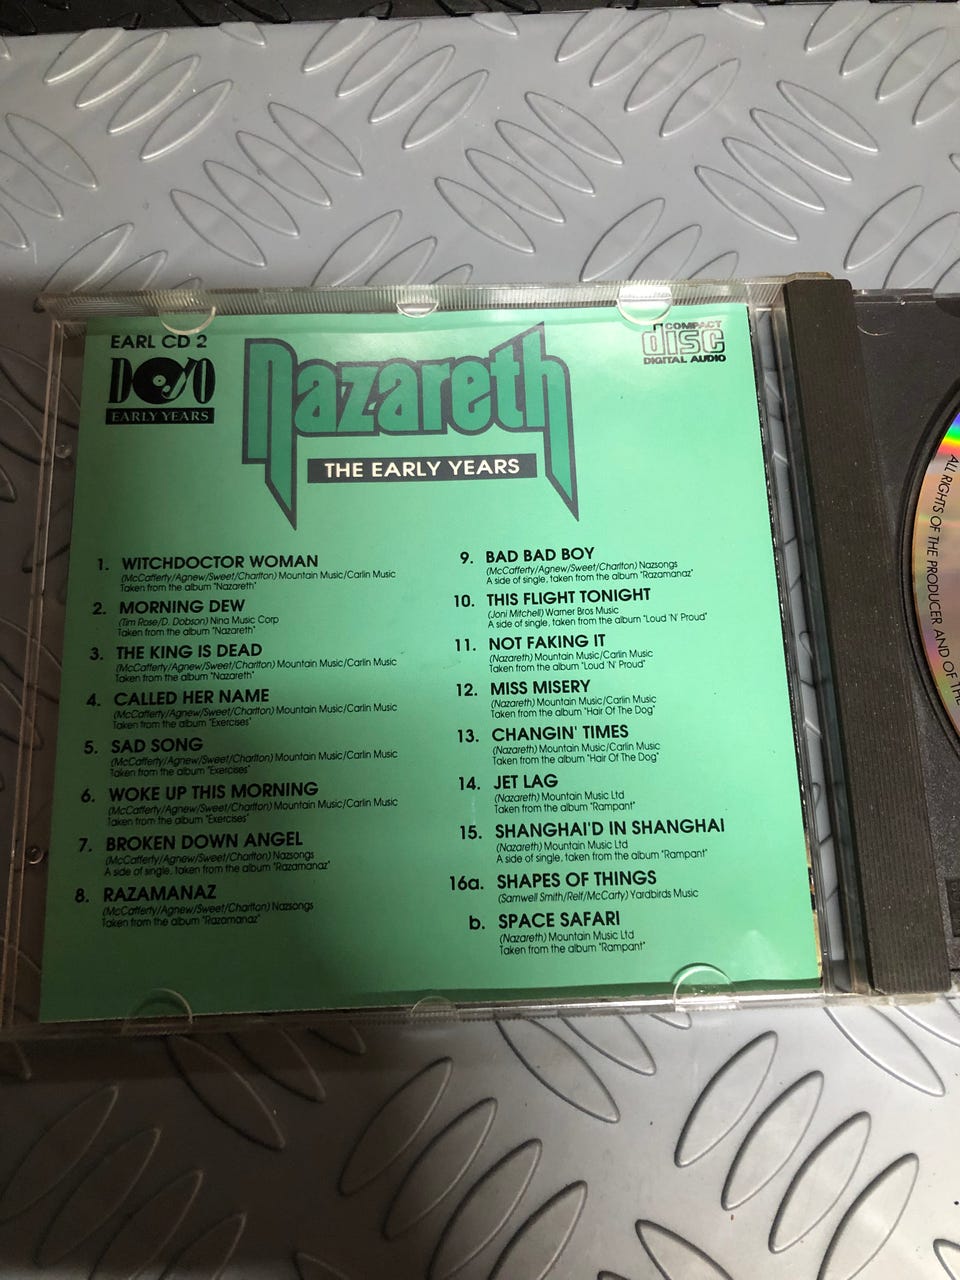 EARL CD 2
DOJO
EARLY YEARS
Nazareth
THE EARLY YEARS
COMPACT
disc
DIGITAL AUDIO
1. WITCHDOCTOR WOMAN
(McCafferty/Agnew/Sweet/Charlton) Mountain Music/Carlin Music
Taken from the album "Nazareth"
2. MORNING DEW
(Tim Rose/D. Dobson) Nina Music Corp
Taken from the album "Nazareth"
3. THE KING IS DEAD
(McCafferty/Agnew/Sweet/Charlton) Mountain Music/Carlin Music
Taken from the album "Nazareth"
4. CALLED HER NAME
(McCafferty/Agnew/Sweet/Charlton) Mountain Music/Carlin Music
Taken from the album "Exercises"
5. SAD SONG
(McCafferty/Agnew/Sweet/Charlton) Mountain Music/Carlin Music
Taken from the album "Exercises"
6. WOKE UP THIS MORNING
(McCafferty/Agnew/Sweet/Charlton) Mountain Music/Carlin Music
Taken from the album "Exercises"
7. BROKEN DOWN ANGEL
(McCafferty/Agnew/Sweet/Charlton) Nazsongs
A side of single, taken from the album "Razamanaz"
8. RAZAMANAZ
(McCafferty/Agnew/Sweet/Charlton) Nazsongs
Taken from the album "Razamanaz"
9. BAD BAD BOY
(McCafferty/Agnew/Sweet/Charlton) Nazsongs
A side of single, taken from the album "Razamanaz"
10. THIS FLIGHT TONIGHT
(Joni Mitchell) Warner Bros Music
A side of single, taken from the album "Loud 'N' Proud"
11. NOT FAKING IT
(Nazareth) Mountain Music/Carlin Music
Taken from the album "Loud 'N' Proud"
12. MISS MISERY
(Nazareth) Mountain Music/Carlin Music
Taken from the album "Hair Of The Dog"
13. CHANGIN' TIMES
(Nazareth) Mountain Music/Carlin Music
Taken from the album "Hair Of The Dog"
14. JET LAG
(Nazareth) Mountain Music Ltd
Taken from the album "Rampant"
15. SHANGHAI'D IN SHANGHAI
(Nazareth) Mountain Music Ltd
A side of single, taken from the album "Rampant"
16a. SHAPES OF THINGS
(Samwell Smith/Relf/McCarty) Yardbirds Music
b. SPACE SAFARI
(Nazareth) Mountain Music Ltd
Taken from the album "Rampant"
ALL RIGHTS OF THE PRODUCER AND OF THE